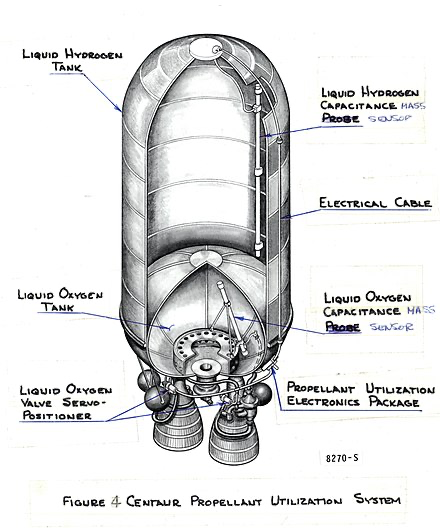 Liquid Hydrogen
Tank
Liquid Hydrogen
Capacitance Mass
Probe Sensor
Electrical Cable
Liquid Oxygen
Tank
Liquid Oxygen
Capacitance Mass
Probe Sensor
Liquid Oxygen
Valve Servo-
Positioner
Propellant Utilization
Electronics Package
8270-S
Figure 4 Centaur Propellant Utilization System